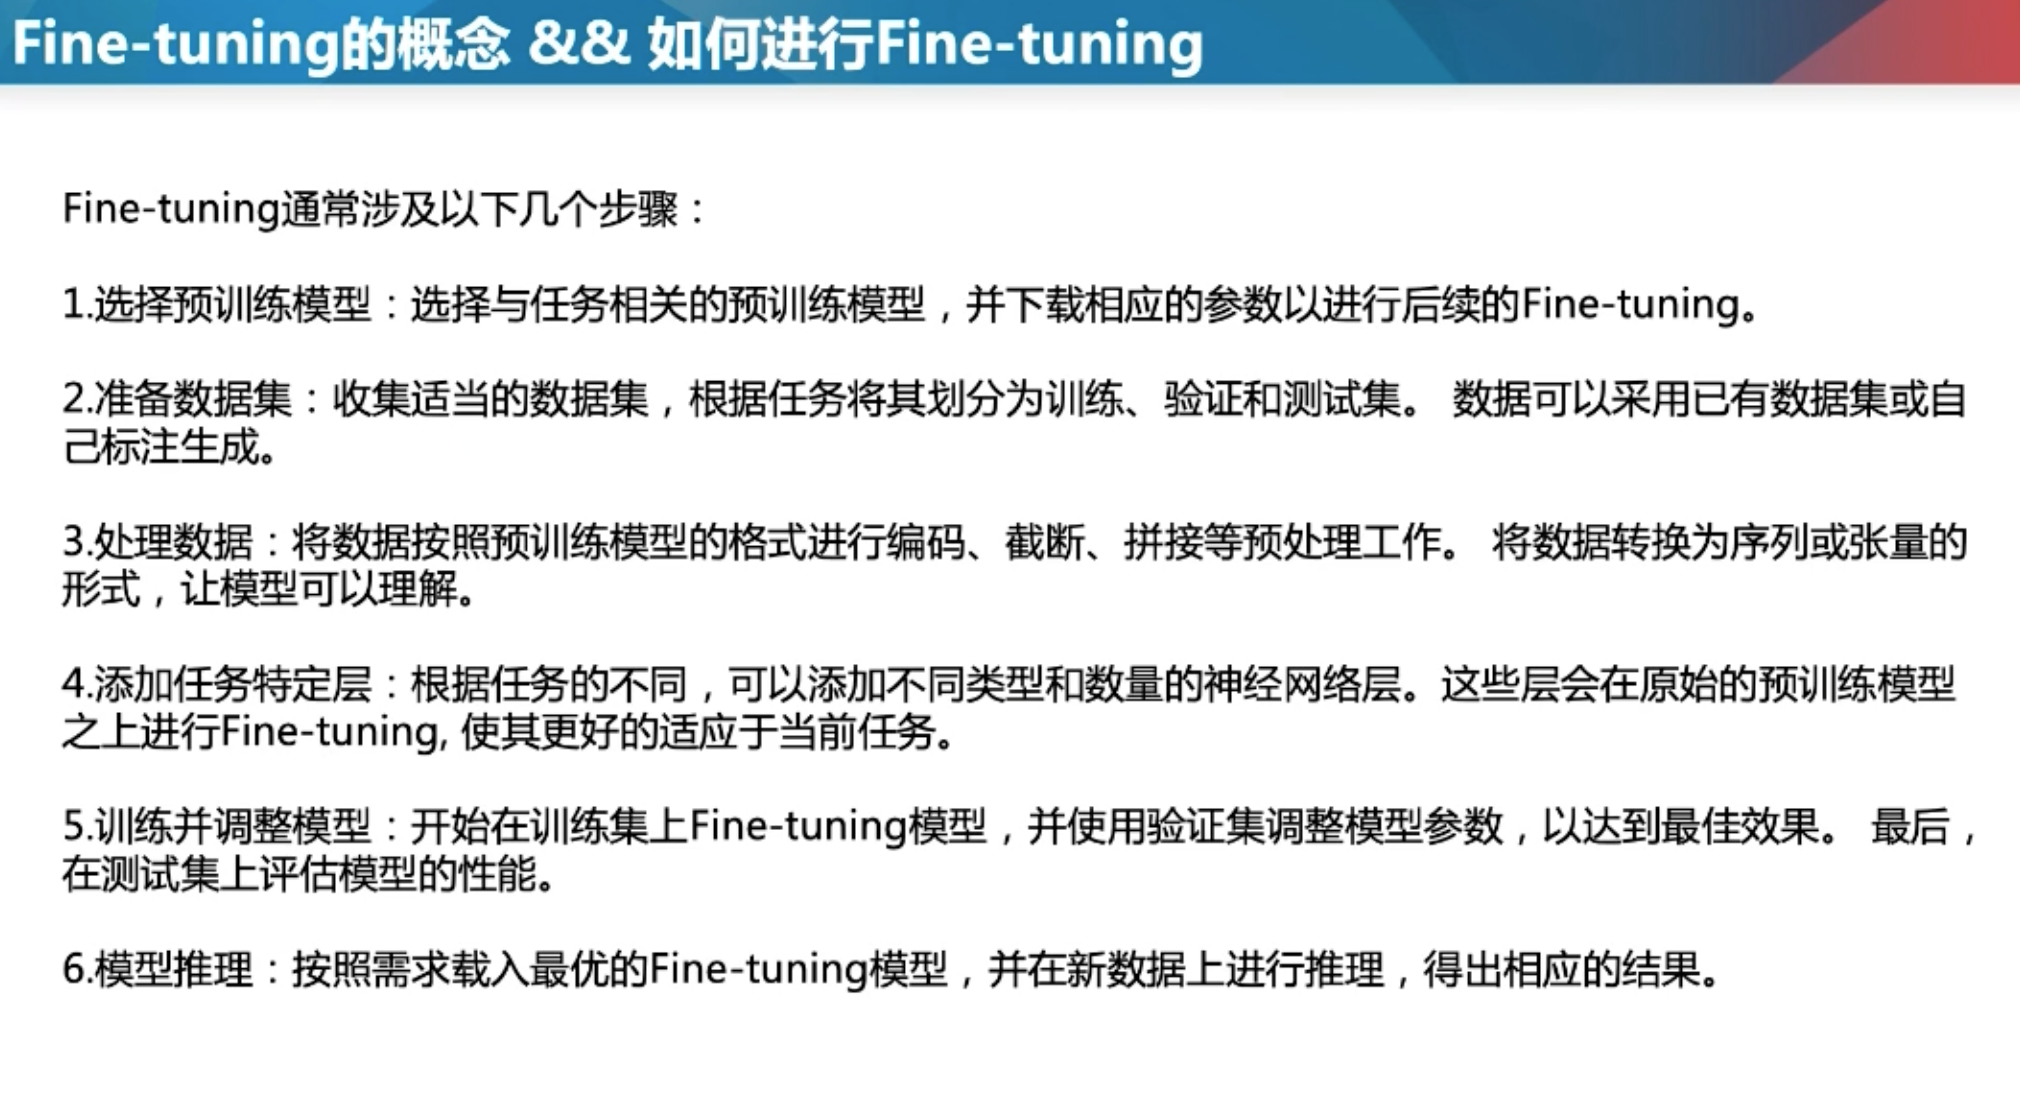 Fine-tuning的概念 && 如何进行Fine-tuning
Fine-tuning通常涉及以下几个步骤：
1.选择预训练模型：选择与任务相关的预训练模型，并下载相应的参数以进行后续的Fine-tuning。
2.准备数据集：收集适当的数据集，根据任务将其划分为训练、验证和测试集。 数据可以采用已有数据集或自
己标注生成。
3.处理数据：将数据按照预训练模型的格式进行编码、截断、拼接等预处理工作。 将数据转换为序列或张量的
形式，让模型可以理解。
4.添加任务特定层：根据任务的不同，可以添加不同类型和数量的神经网络层。这些层会在原始的预训练模型
之上进行Fine-tuning, 使其更好的适应于当前任务。
5.训练并调整模型：开始在训练集上Fine-tuning模型，并使用验证集调整模型参数，以达到最佳效果。 最后，
在测试集上评估模型的性能。
6.模型推理：按照需求载入最优的Fine-tuning模型，并在新数据上进行推理，得出相应的结果。